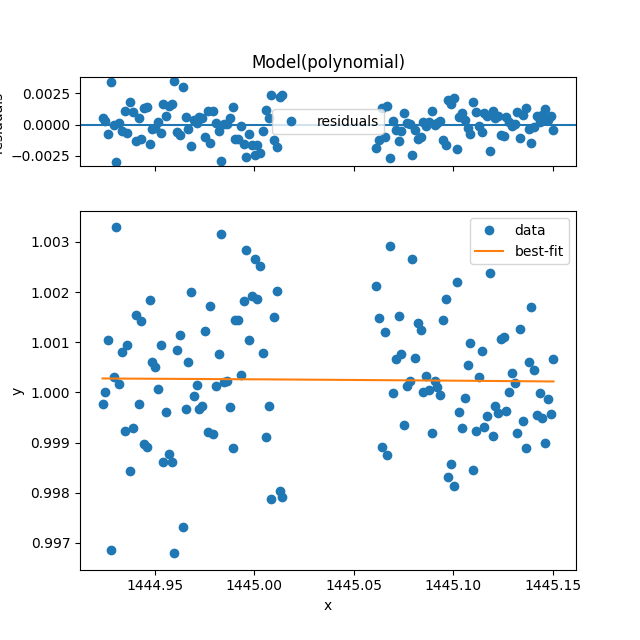 Model(polynomial)
residuals
0.0025
0.0000
−0.0025
residuals
y
1.003
1.002
1.001
1.000
0.999
0.998
0.997
data
best-fit
1444.95 1445.00 1445.05 1445.10 1445.15
x